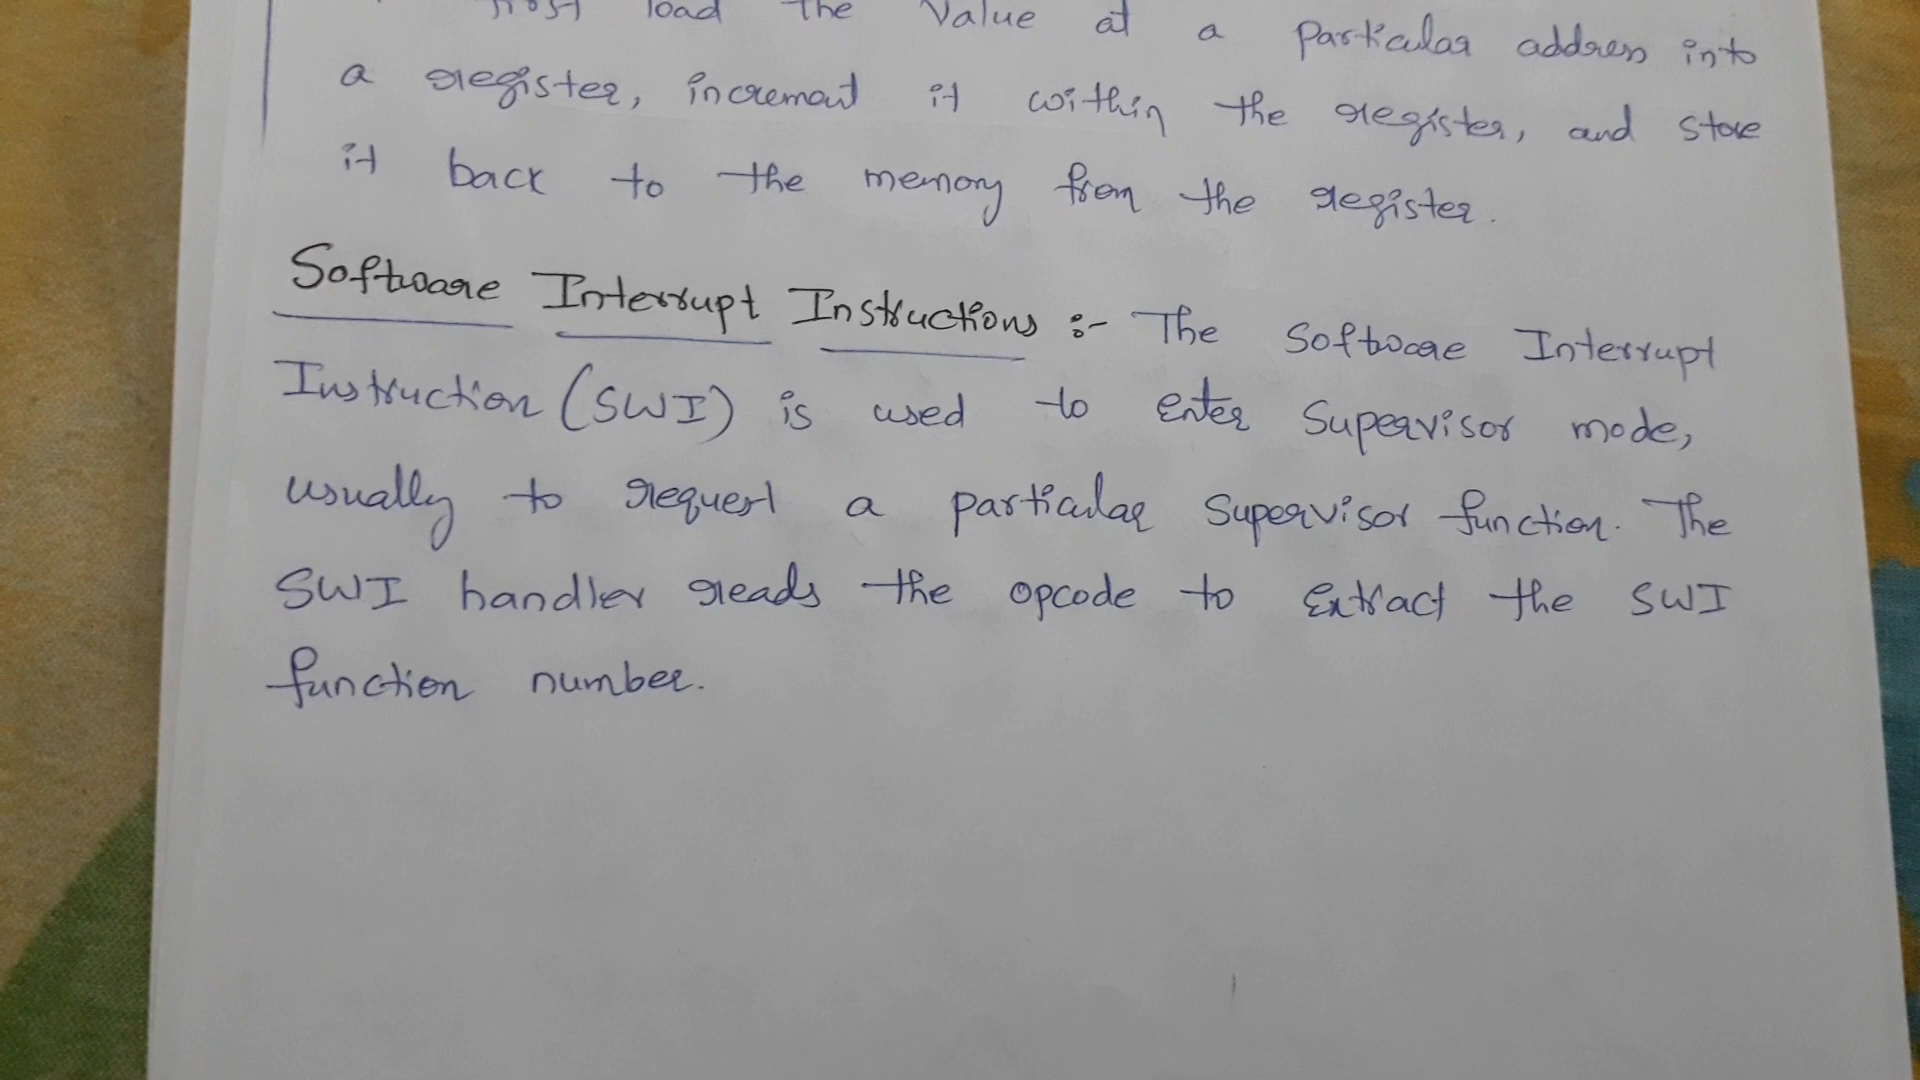 first load the value at a particular address into
a register, increment it within the register, and store
it back to the memory from the register.
Software Interrupt Instructions :- The Software Interrupt
Instruction (SWI) is used to enter Supervisor mode,
usually to request a particular Supervisor function. The
SWI handler reads the opcode to Extract the SWI
function number.